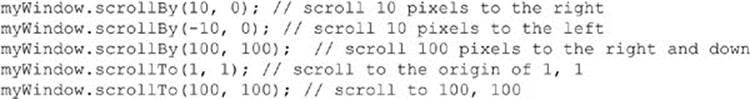 myWindow.scrollBy(10, 0); // scroll 10 pixels to the right
myWindow.scrollBy(-10, 0); // scroll 10 pixels to the left
myWindow.scrollBy(100, 100);  // scroll 100 pixels to the right and down
myWindow.scrollTo(1, 1); // scroll to the origin of 1, 1
myWindow.scrollTo(100, 100); // scroll to 100, 100